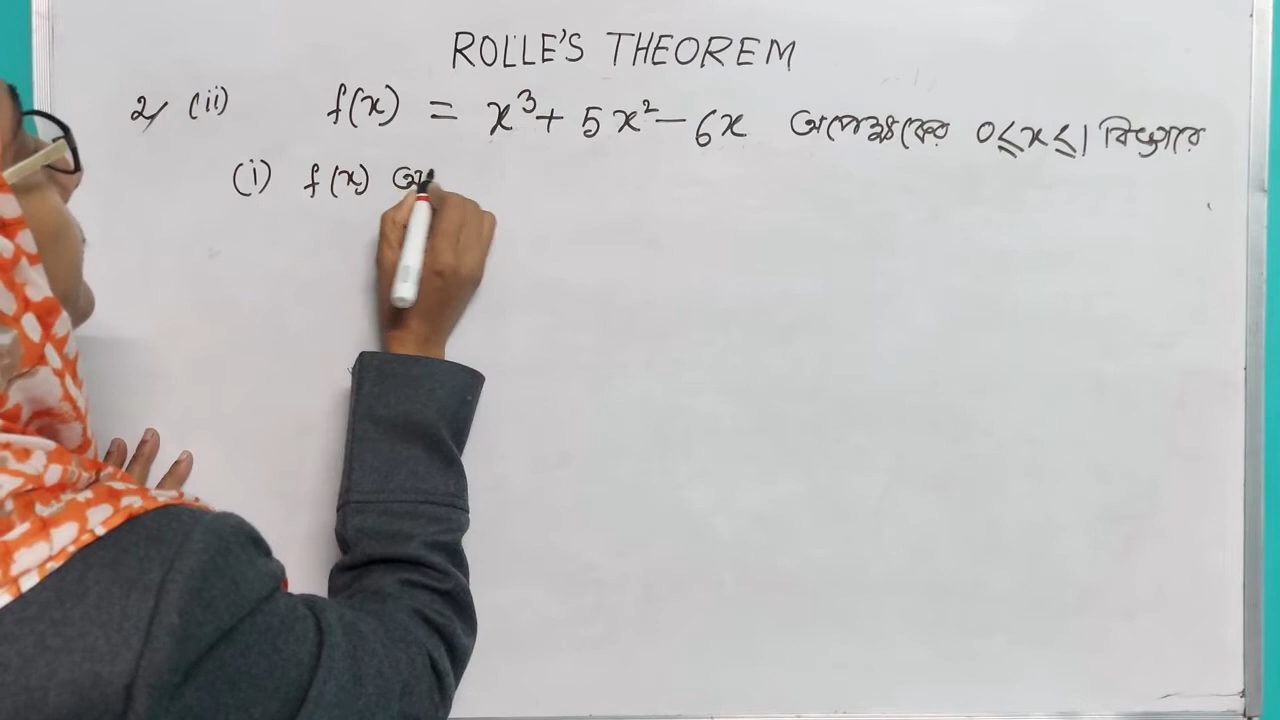 ROLLE'S THEOREM
2/ (ii) f(x) = x³ + 5x² − 6x অপেক্ষকের 0≤x≤1 বিস্তারে
(i) f(x) অ